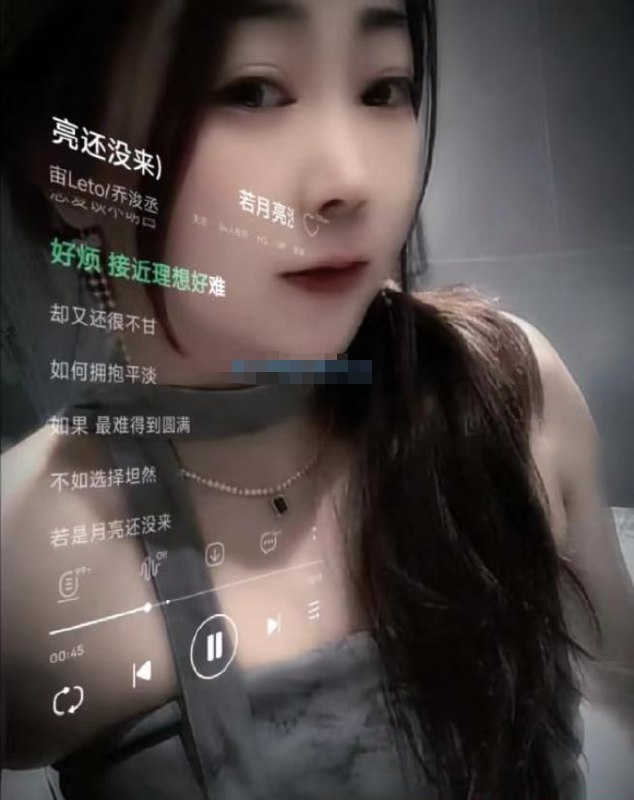 亮还没来)
宙Leto/乔浚丞
若月亮没
好烦 接近理想好难
却又还很不甘
如何拥抱平淡
如果 最难得到圆满
不如选择坦然
若是月亮还没来
99+
00:45